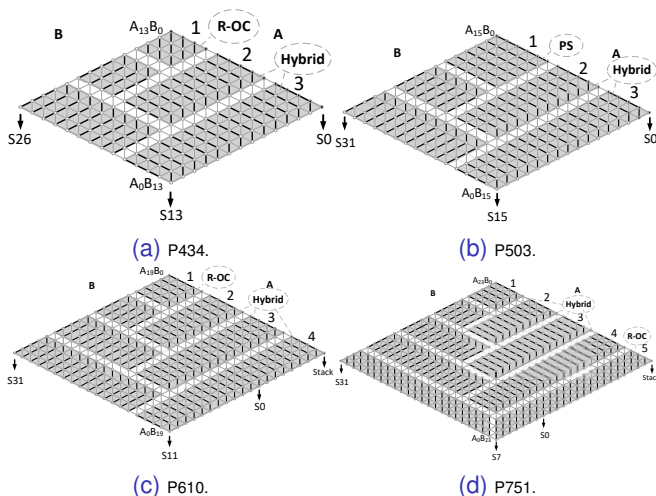 B
A13B0
1
R-OC
2
A
Hybrid
3
S26
S0
A0B13
S13
(a) P434.
B
A15B0
1
PS
2
A
Hybrid
3
S31
S0
A0B15
S15
(b) P503.
B
A19B0
1
R-OC
2
A
Hybrid
3
4
S31
Stack
S0
A0B19
S11
(c) P610.
B
A23B0
1
2
A
Hybrid
3
4
R-OC
5
S31
Stac
A0B23
S0
S7
(d) P751.